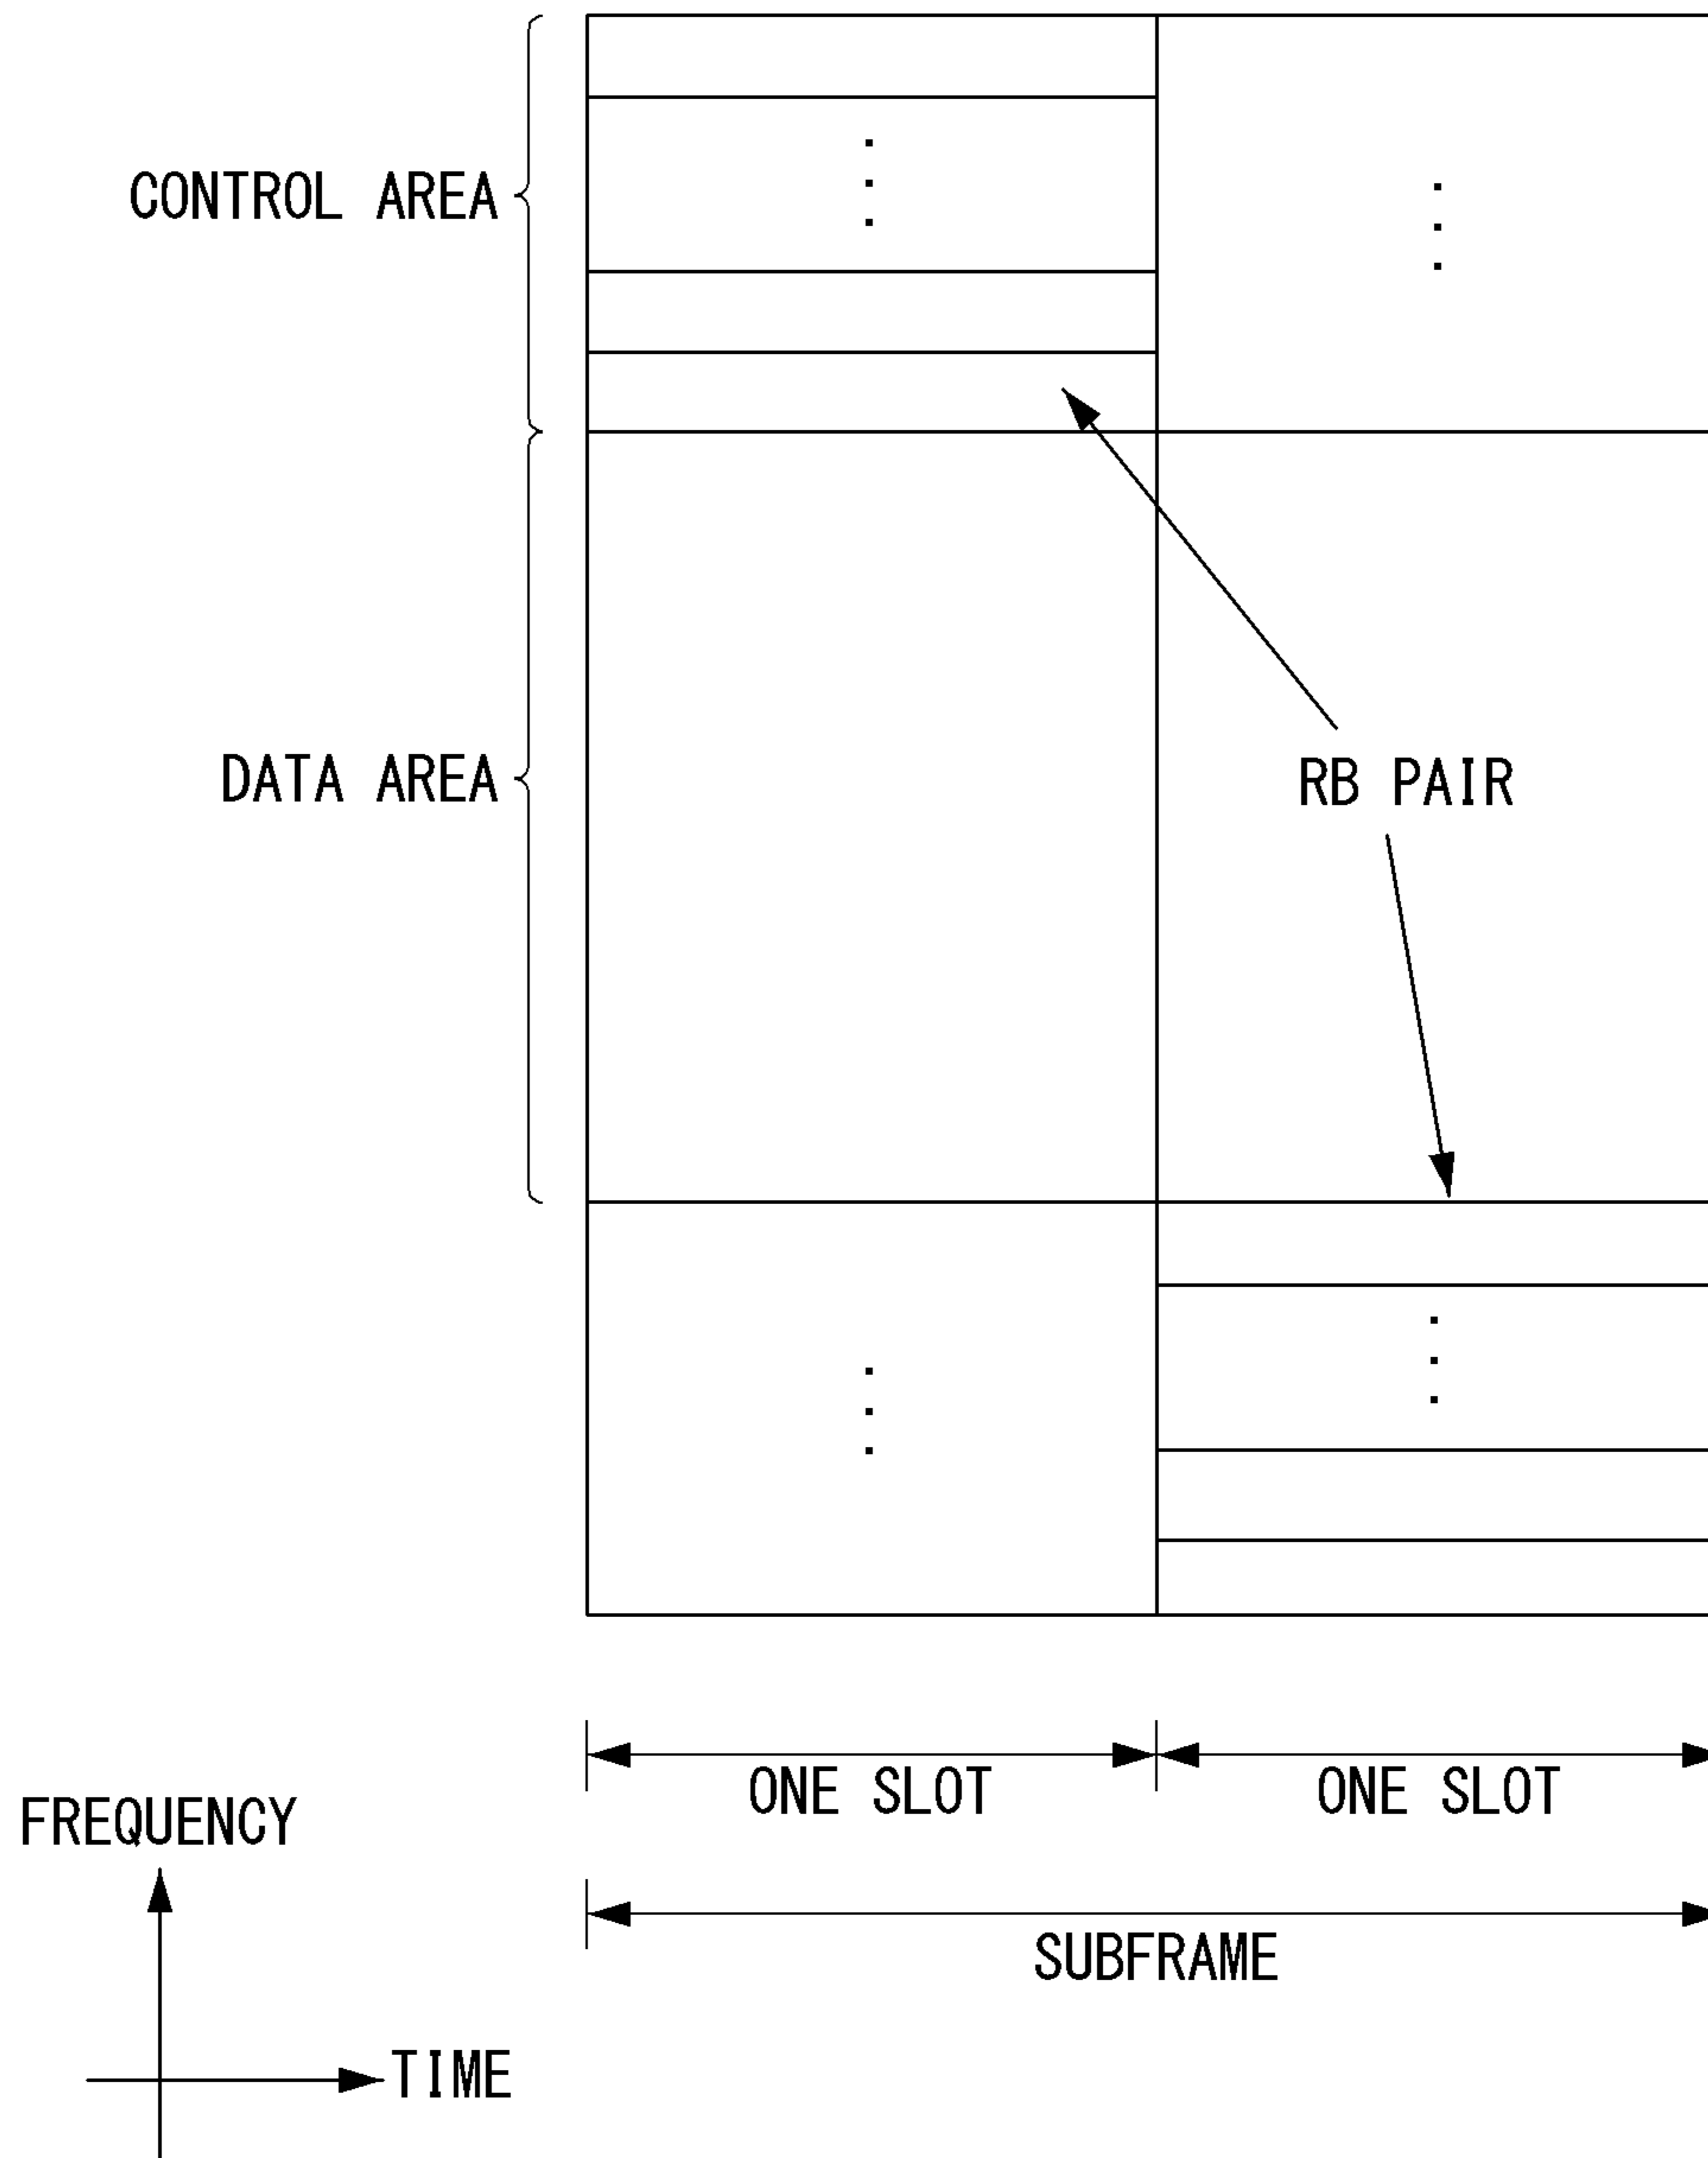 CONTROL AREA
DATA AREA
RB PAIR
ONE SLOT
ONE SLOT
FREQUENCY
SUBFRAME
TIME